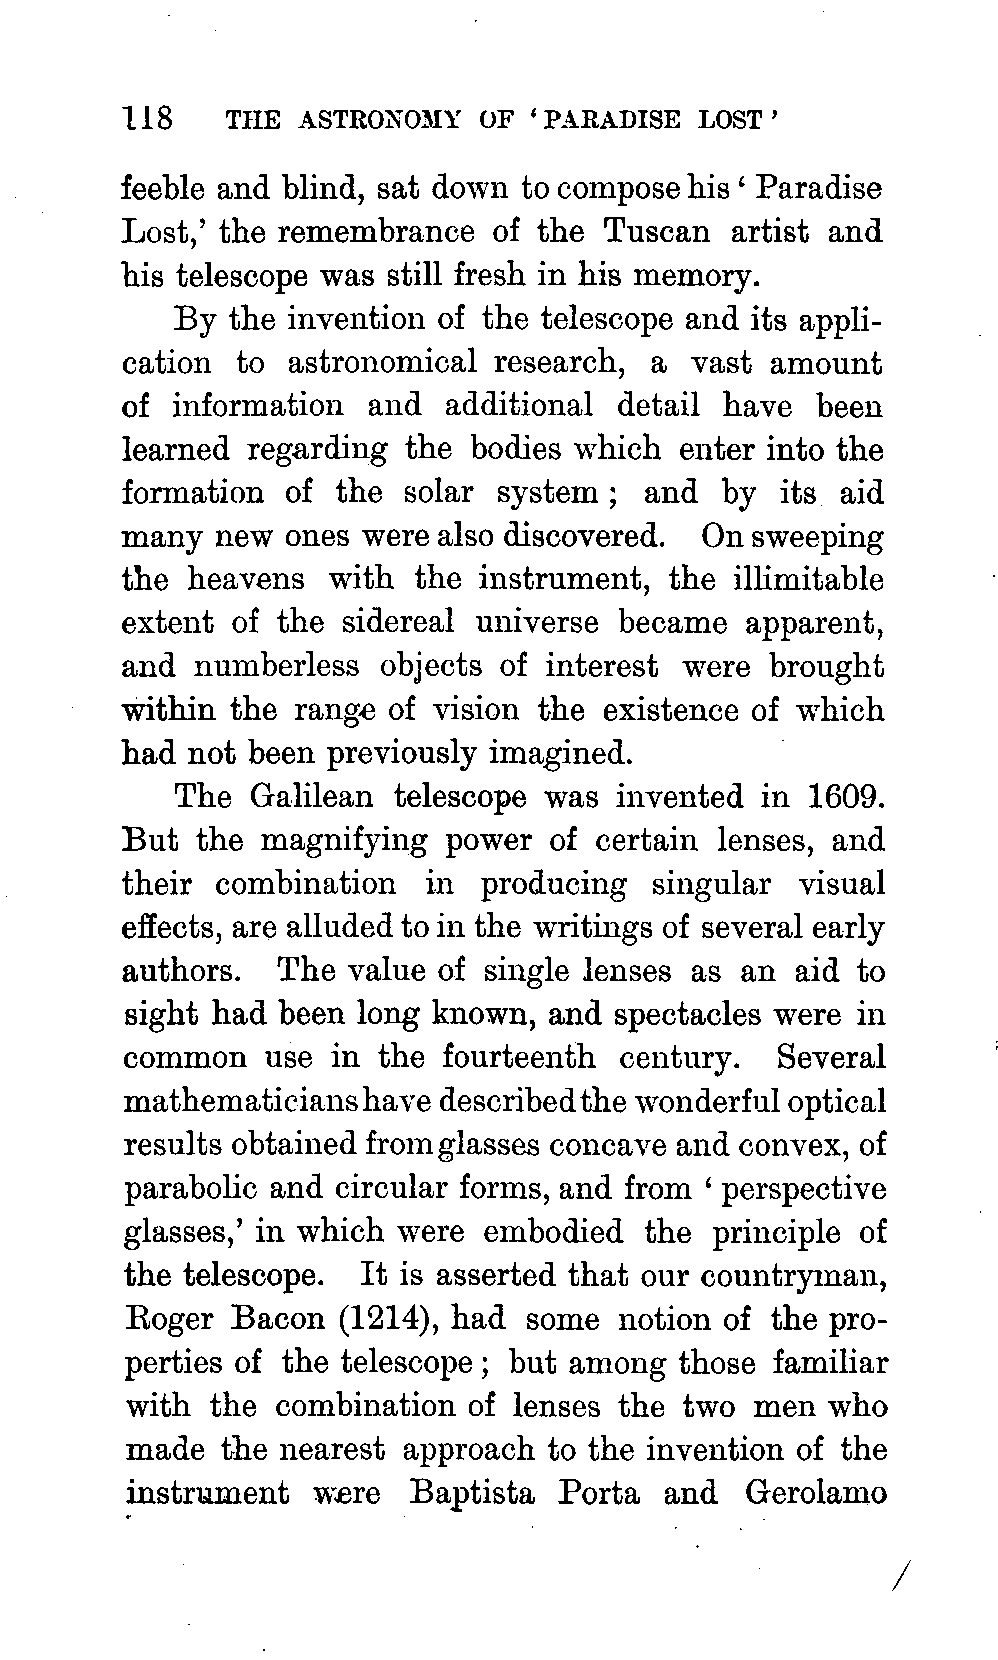 118 THE ASTRONOMY OF ‘PARADISE LOST’
feeble and blind, sat down to compose his ‘Paradise
Lost,’ the remembrance of the Tuscan artist and
his telescope was still fresh in his memory.
By the invention of the telescope and its appli-
cation to astronomical research, a vast amount
of information and additional detail have been
learned regarding the bodies which enter into the
formation of the solar system; and by its aid
many new ones were also discovered. On sweeping
the heavens with the instrument, the illimitable
extent of the sidereal universe became apparent,
and numberless objects of interest were brought
within the range of vision the existence of which
had not been previously imagined.
The Galilean telescope was invented in 1609.
But the magnifying power of certain lenses, and
their combination in producing singular visual
effects, are alluded to in the writings of several early
authors. The value of single lenses as an aid to
sight had been long known, and spectacles were in
common use in the fourteenth century. Several
mathematicians have described the wonderful optical
results obtained from glasses concave and convex, of
parabolic and circular forms, and from ‘perspective
glasses,’ in which were embodied the principle of
the telescope. It is asserted that our countryman,
Roger Bacon (1214), had some notion of the pro-
perties of the telescope; but among those familiar
with the combination of lenses the two men who
made the nearest approach to the invention of the
instrument were Baptista Porta and Gerolamo